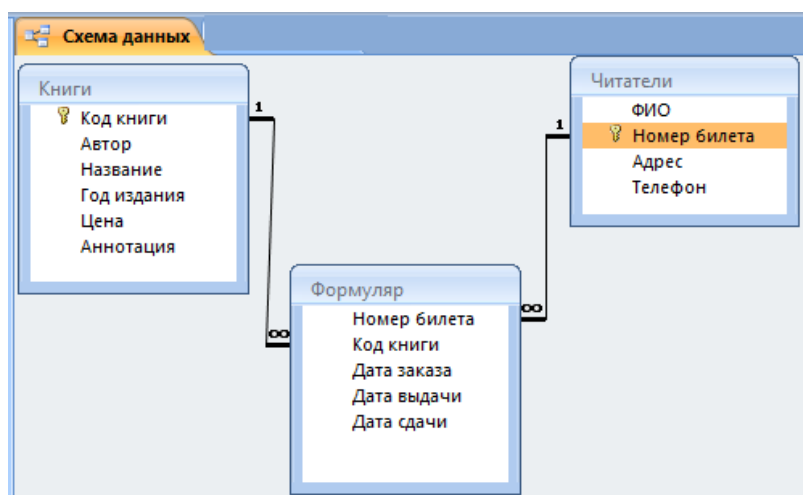 Схема данных
Книги
Код книги
Автор
Название
Год издания
Цена
Аннотация
1
∞
Читатели
ФИО
Номер билета
Адрес
Телефон
1
∞
Формуляр
Номер билета
Код книги
Дата заказа
Дата выдачи
Дата сдачи